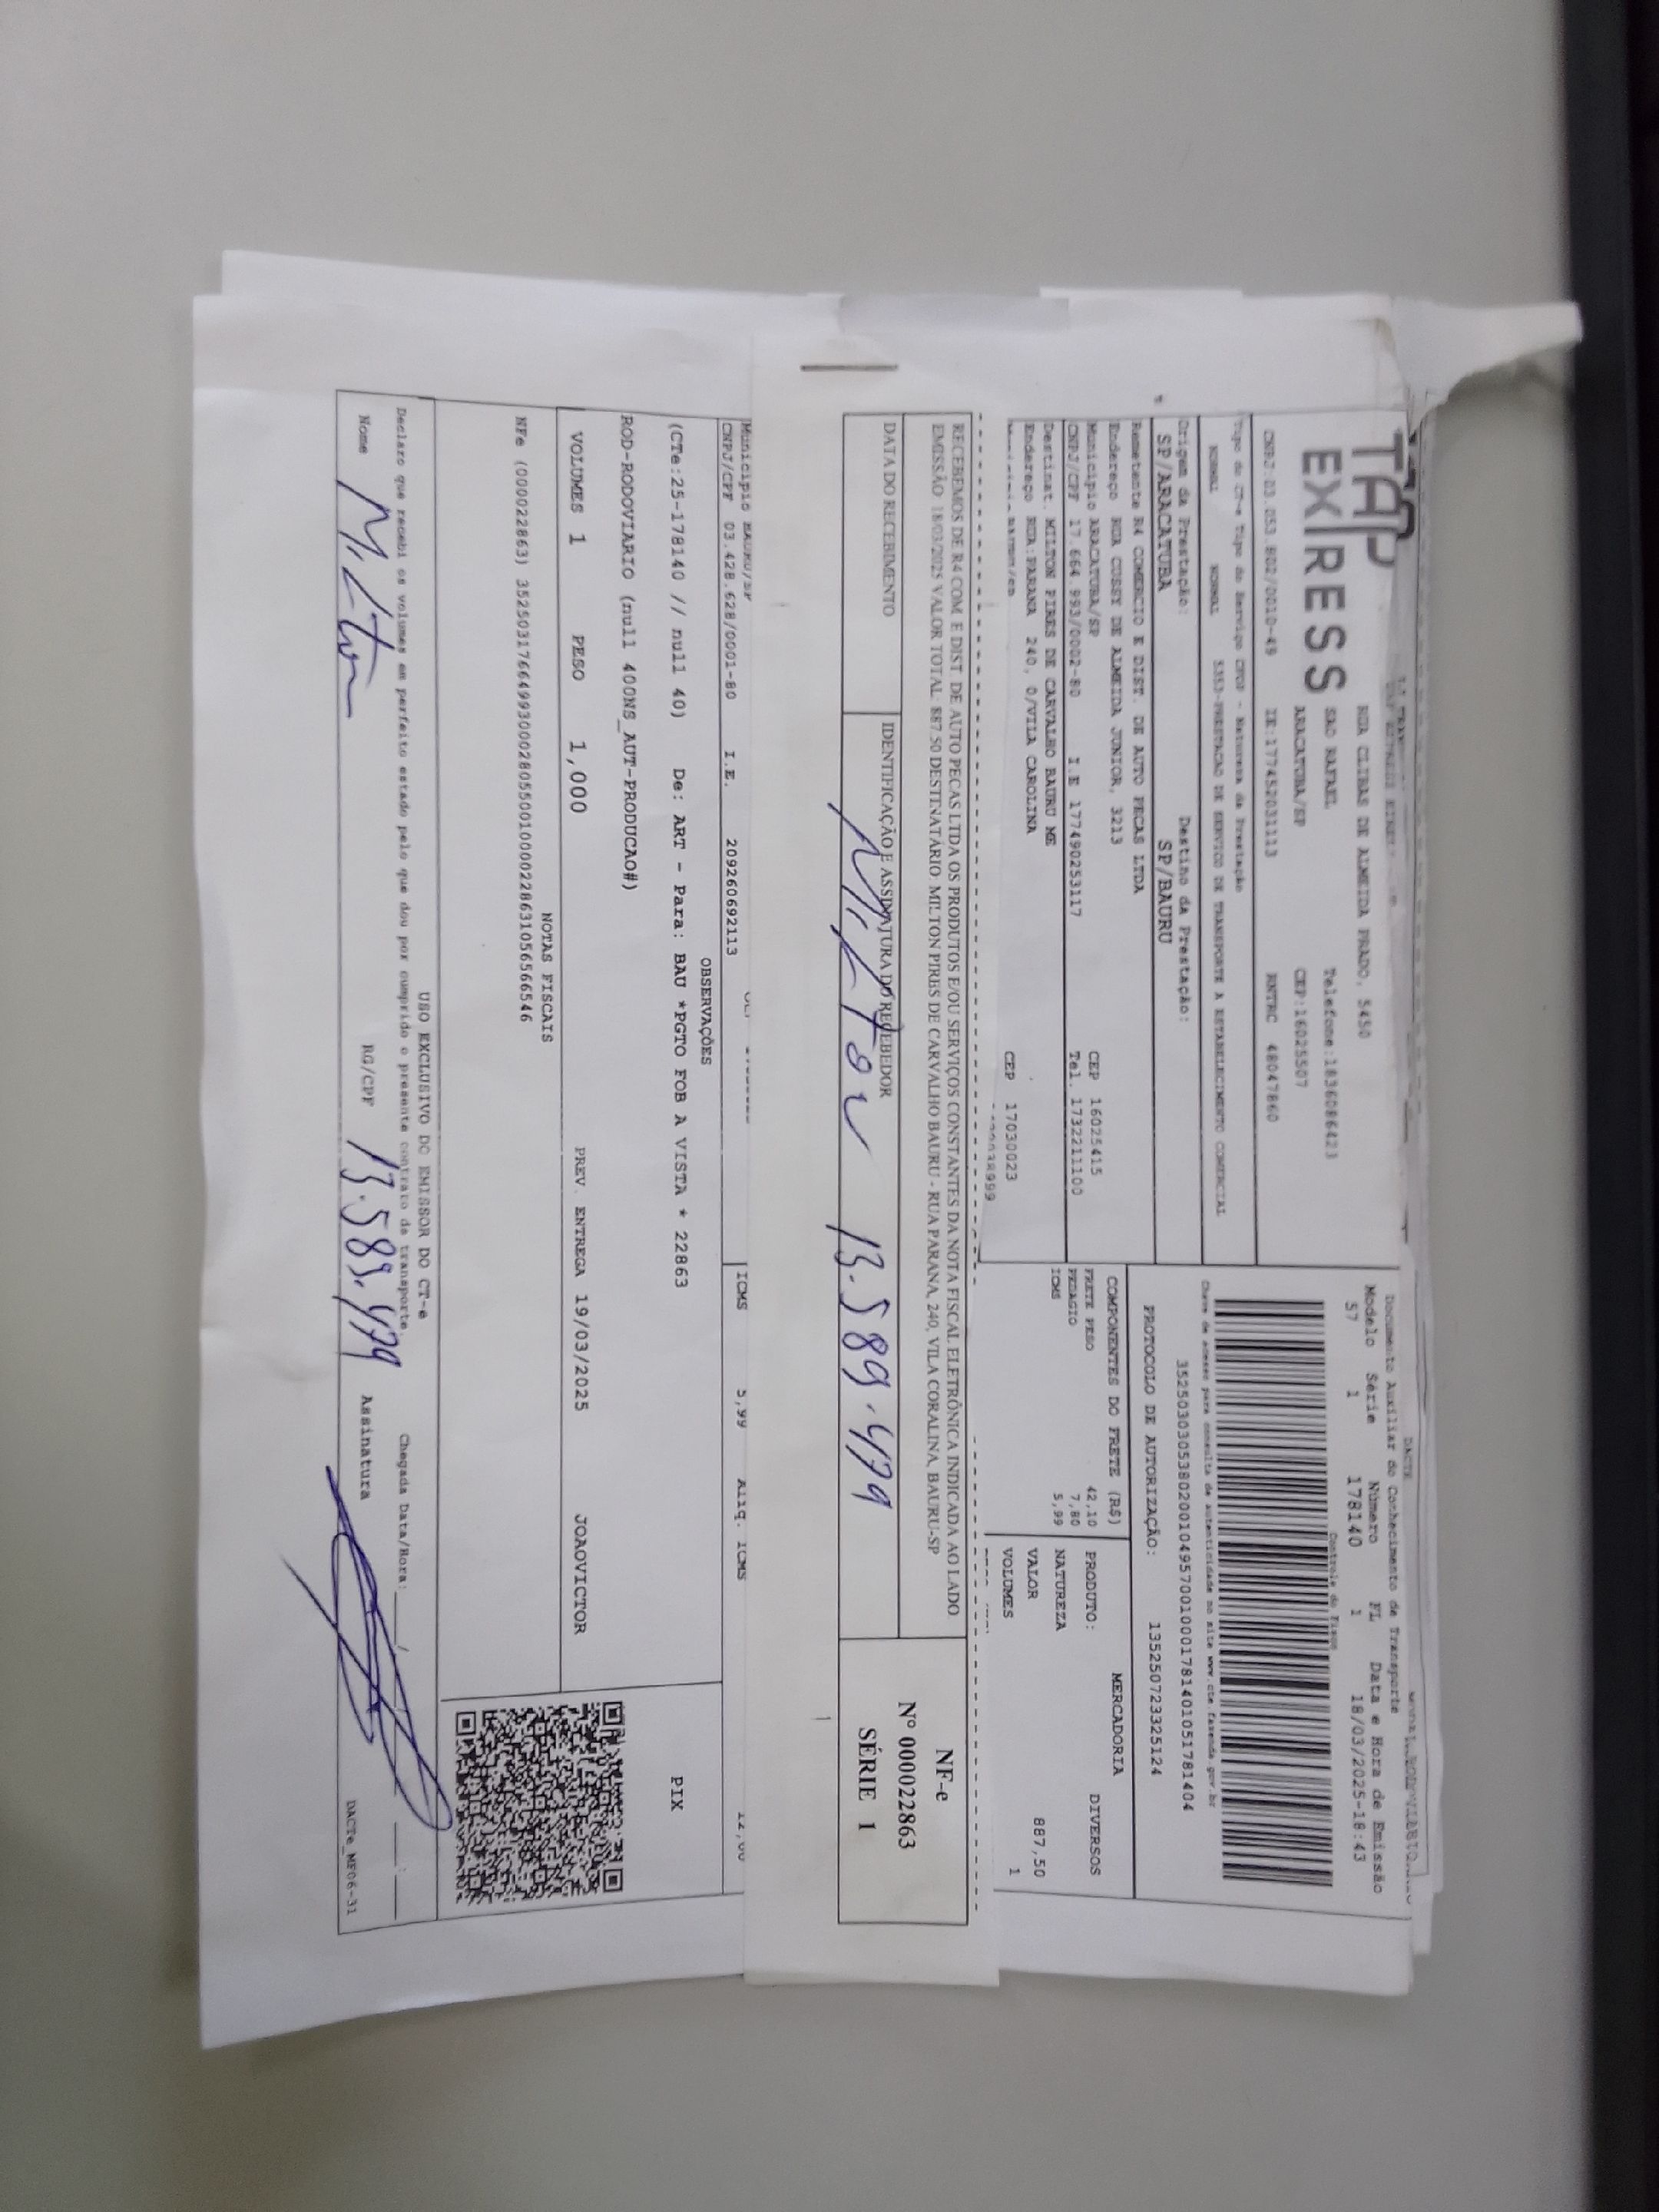 TAP
EXPRESS
RUA CLIBAS DE ALMEIDA PRADO, 5450
SAO RAFAEL Telefone:1836086423
ARACATUBA/SP CEP:16025507
CNPJ.03.053.802/0010-49 IE:177452031113 RNTRC 48047860
Tipo do CT-e Tipo do Serviço CFOP - Natureza da Prestação
NORMAL NORMAL 5353-PRESTACAO DE SERVICO DE TRANSPORTE A ESTABELECIMENTO COMERCIAL
Origem da Prestação: Destino da Prestação:
SP/ARACATUBA SP/BAURU
Remetente R4 COMERCIO E DIST. DE AUTO PECAS LTDA
Endereço RUA CUSSY DE ALMEIDA JUNIOR, 3213
Município ARACATUBA/SP CEP 16025415
CNPJ/CPF 17.664.993/0002-80 I.E 177490253117 Tel. 1732211100
Destinat. MILTON PIRES DE CARVALHO BAURU ME
Endereço RUA:PARANA 240, 0/VILA CAROLINA CEP 17030023
DACTE
Documento Auxiliar do Conhecimento de Transporte
Modelo Série Número FL Data e Hora de Emissão
57 1 178140 1 18/03/2025-18:43
Controle do Fisco
Chave de acesso para consulta de autenticidade no site www.cte.fazenda.gov.br
35250303053802001049570010001781401051781404
PROTOCOLO DE AUTORIZAÇÃO: 135250723325124
COMPONENTES DO FRETE (R$)
FRETE PESO 42,10
PEDAGIO 7,80
ICMS 5,99
MERCADORIA
PRODUTO: DIVERSOS
NATUREZA
VALOR 887,50
VOLUMES 1
RECEBEMOS DE R4 COM E DIST. DE AUTO PECAS LTDA OS PRODUTOS E/OU SERVIÇOS CONSTANTES DA NOTA FISCAL ELETRÔNICA INDICADA AO LADO
EMISSÃO 18/03/2025 VALOR TOTAL: 887.50 DESTINATÁRIO: MILTON PIRES DE CARVALHO BAURU - RUA PARANA, 240, VILA CORALINA, BAURU-SP
DATA DO RECEBIMENTO IDENTIFICAÇÃO E ASSINATURA DO RECEBEDOR
Milton 13.589.479
NF-e
Nº 000022863
SÉRIE 1
Município BAURU/SP
CNPJ/CPF 03.428.628/0001-80 I.E. 209260692113 ICMS 5,99 Aliq. ICMS 12,00
OBSERVAÇÕES
(CTe:25-178140 // null 40) De: ART - Para: BAU *PGTO FOB A VISTA * 22863
ROD-RODOVIARIO (null 400NS_AUT-PRODUCAO#)
PIX
VOLUMES 1 PESO 1,000 PREV. ENTREGA 19/03/2025 JOAOVICTOR
NOTAS FISCAIS
NFe (000022863) 35250317664993000280550010000228631056566546
USO EXCLUSIVO DO EMISSOR DO CT-e
Declaro que recebi os volumes em perfeito estado pelo que dou por cumprido o presente contrato de transporte. Chegada Data/Hora:
Nome Milton RG/CPF 13.589.479 Assinatura
DACTe_MF06-31